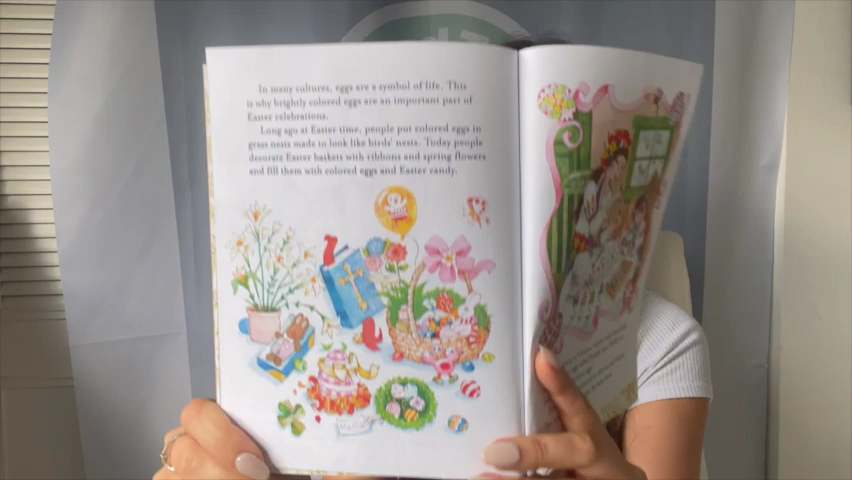 In many cultures, eggs are a symbol of life. This
is why brightly colored eggs are an important part of
Easter celebrations.
Long ago at Easter time, people put colored eggs in
grass nests made to look like birds' nests. Today people
decorate Easter baskets with ribbons and spring flowers
and fill them with colored eggs and Easter candy.